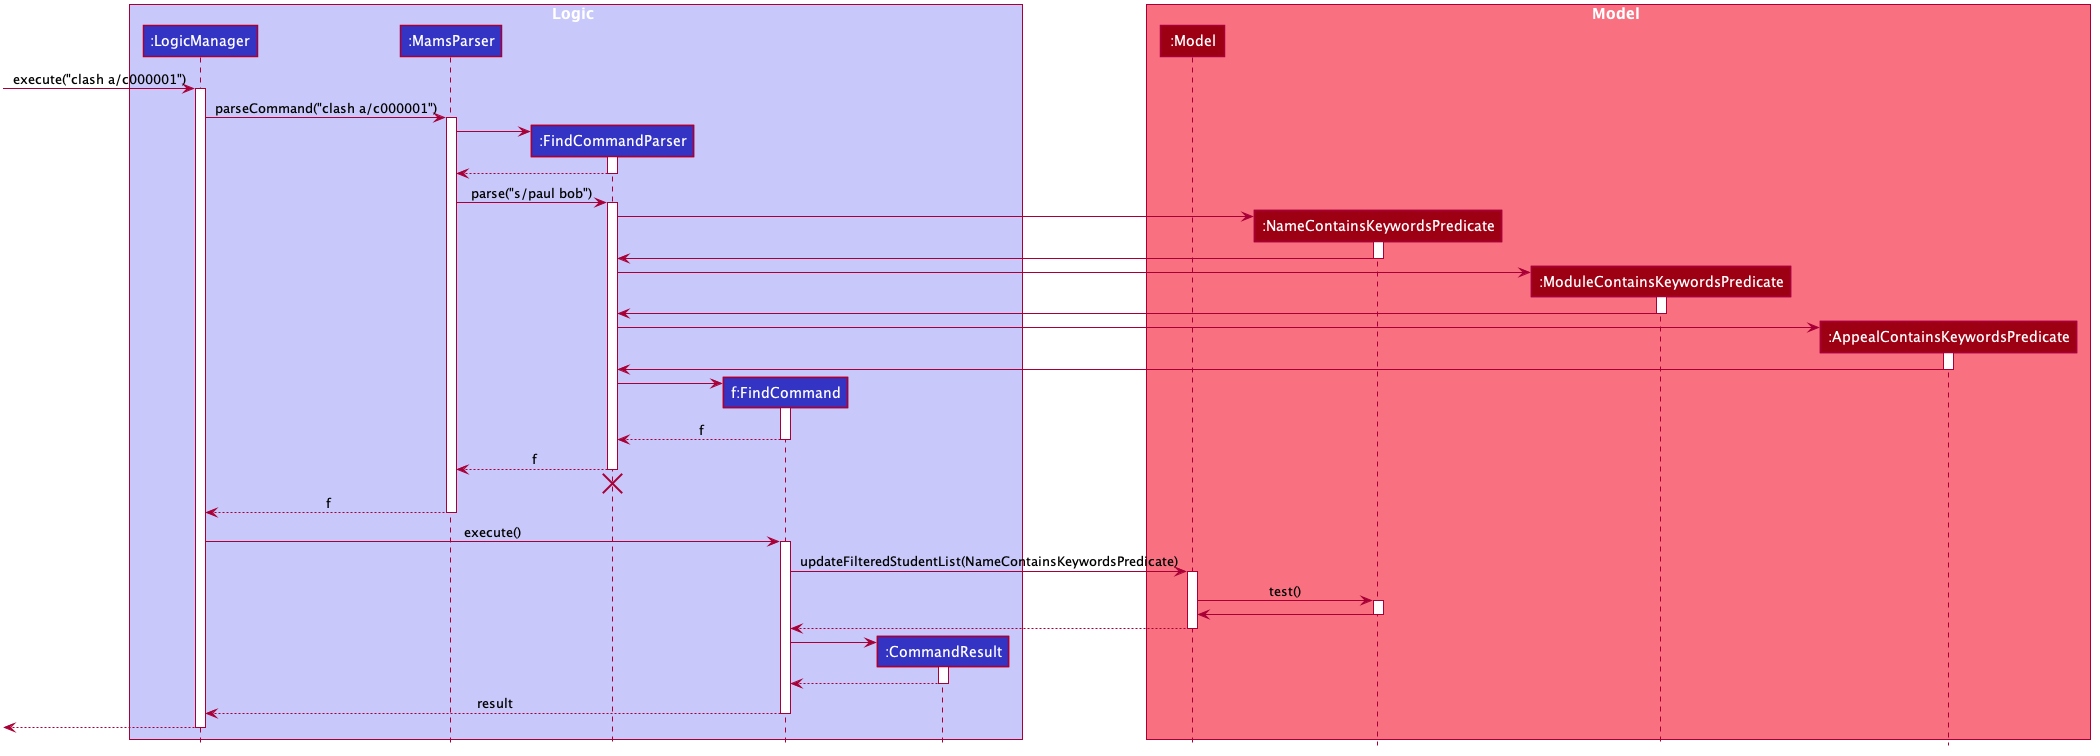 Logic
Model
:LogicManager
:MamsParser
:Model
execute("clash a/c000001")
parseCommand("clash a/c000001")
:FindCommandParser
parse("s/paul bob")
:NameContainsKeywordsPredicate
:ModuleContainsKeywordsPredicate
:AppealContainsKeywordsPredicate
f:FindCommand
f
f
f
execute()
updateFilteredStudentList(NameContainsKeywordsPredicate)
test()
:CommandResult
result